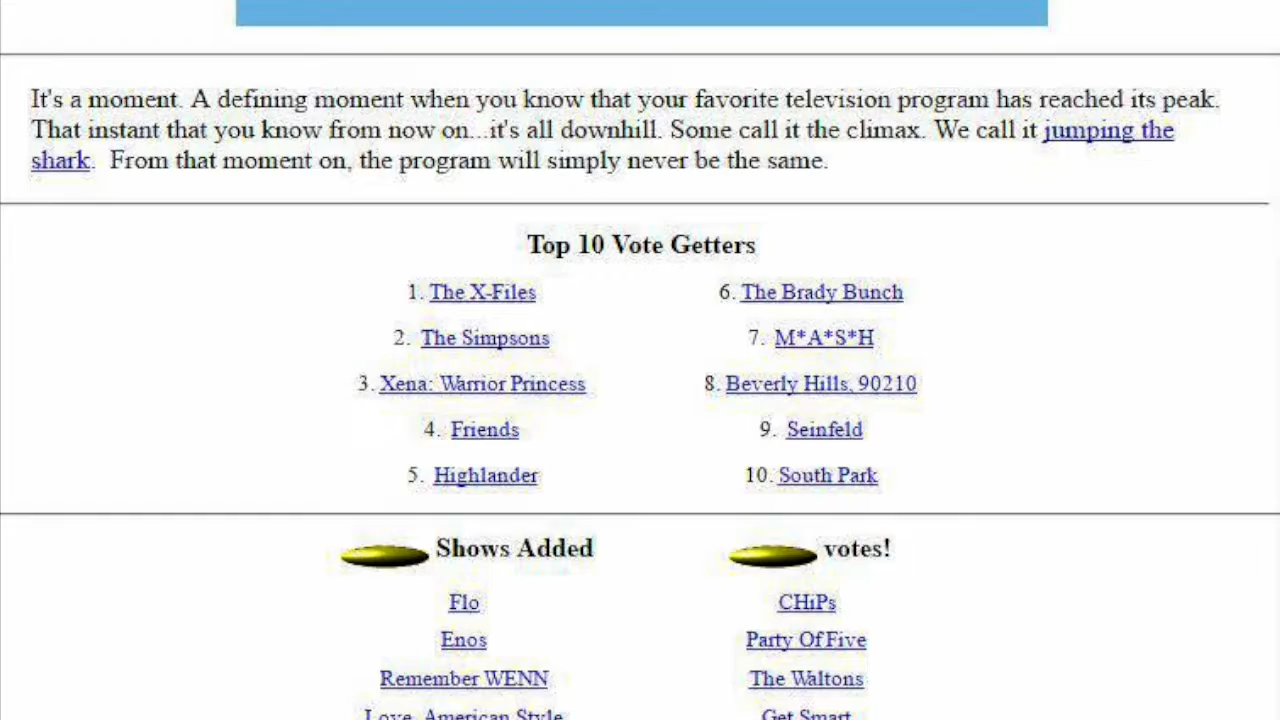 It's a moment. A defining moment when you know that your favorite television program has reached its peak.
That instant that you know from now on...it's all downhill. Some call it the climax. We call it jumping the
shark.  From that moment on, the program will simply never be the same.
Top 10 Vote Getters
1. The X-Files
6. The Brady Bunch
2. The Simpsons
7. M*A*S*H
3. Xena: Warrior Princess
8. Beverly Hills, 90210
4. Friends
9. Seinfeld
5. Highlander
10. South Park
Shows Added
votes!
Flo
CHiPs
Enos
Party Of Five
Remember WENN
The Waltons
Love, American Style
Get Smart